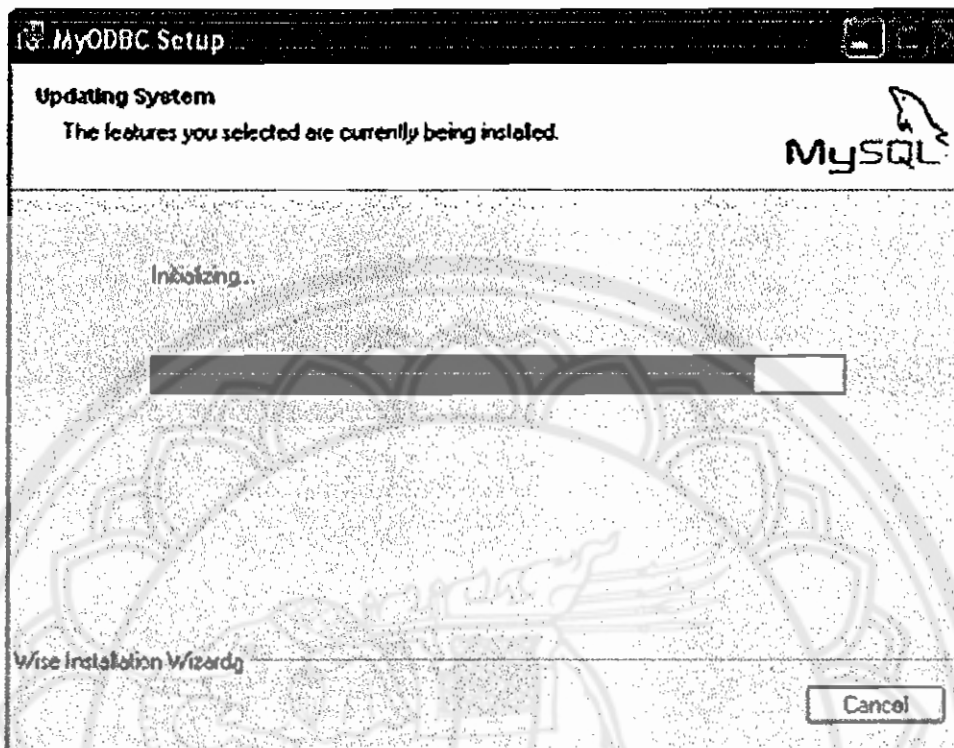 MyODBC Setup
Updating System
The features you selected are currently being installed.
MySQL
Initializing...
Wise Installation Wizard
Cancel